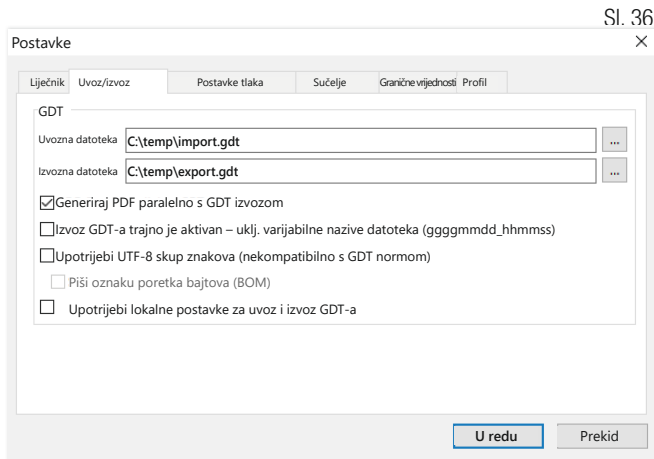 Sl. 36
Postavke
Liječnik Uvoz/izvoz Postavke tlaka Sučelje Granične vrijednosti Profil
GDT
Uvozna datoteka C:\temp\import.gdt ...
Izvozna datoteka C:\temp\export.gdt ...
Generiraj PDF paralelno s GDT izvozom
Izvoz GDT-a trajno je aktivan – uklj. varijabilne nazive datoteka (ggggmmdd_hhmmss)
Upotrijebi UTF-8 skup znakova (nekompatibilno s GDT normom)
Piši oznaku poretka bajtova (BOM)
Upotrijebi lokalne postavke za uvoz i izvoz GDT-a
U redu Prekid